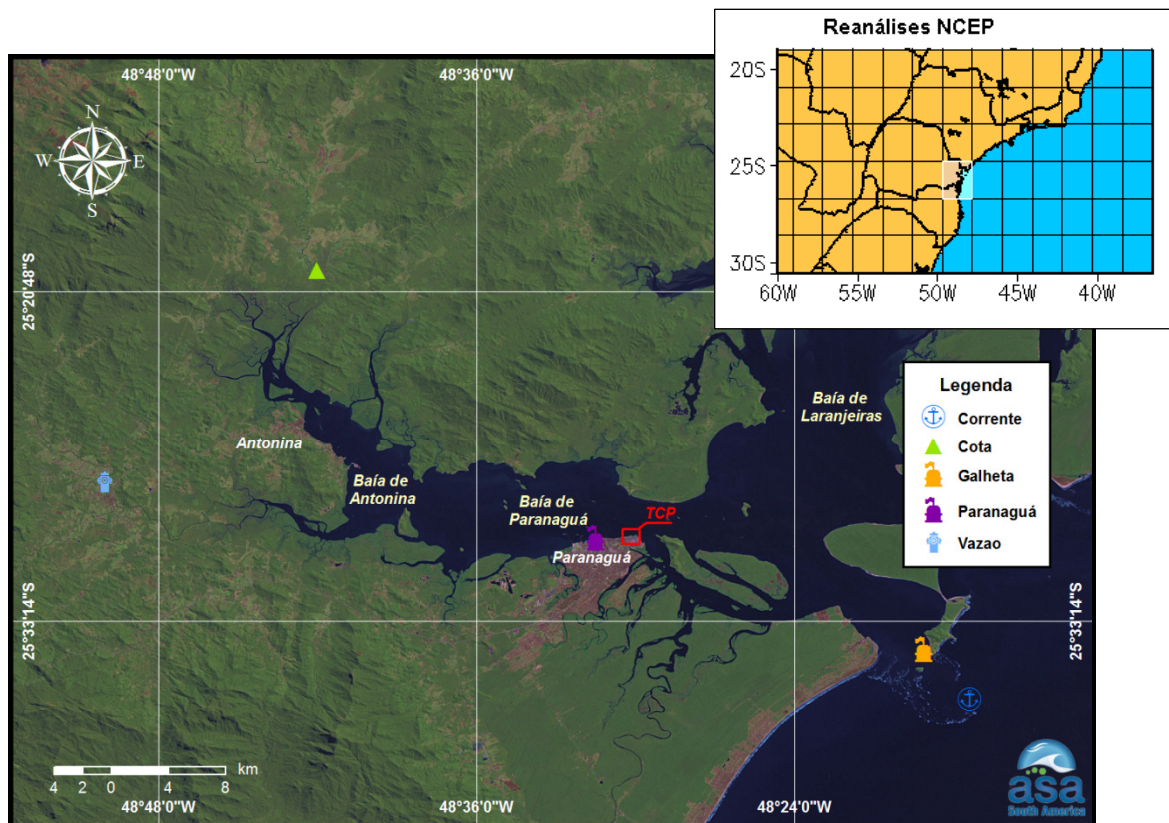 Reanálises NCEP
20S
25S
30S
60W
55W
50W
45W
40W
48°48'0"W
48°36'0"W
N
W
E
S
25°20'48"S
Baía de
Laranjeiras
Legenda
Corrente
Cota
Galheta
Paranaguá
Vazao
Antonina
Baía de
Antonina
Baía de
Paranaguá
TCP
Paranaguá
25°33'14"S
25°33'14"S
km
4 2 0 4 8
48°48'0"W
48°36'0"W
48°24'0"W
asa
South America